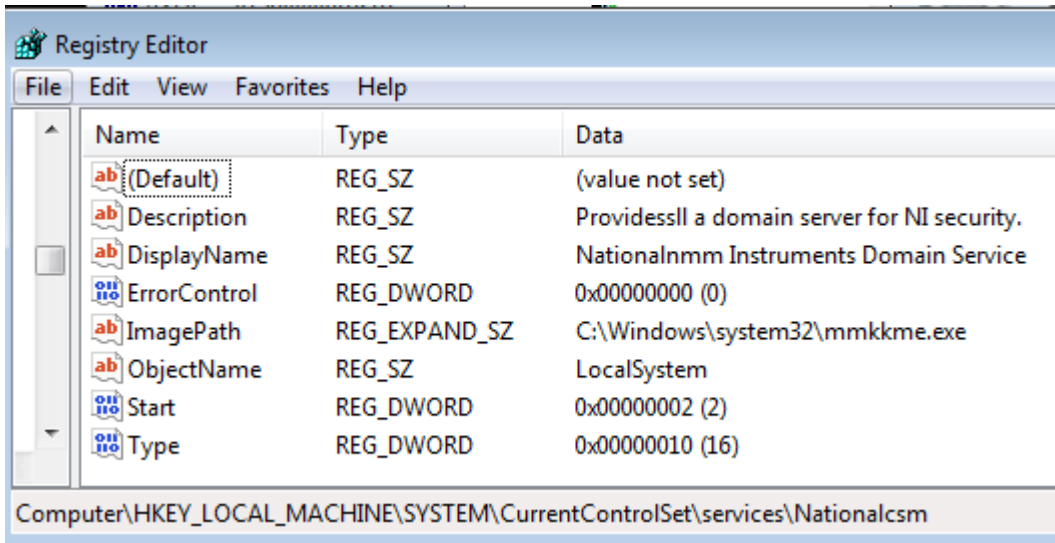 Registry Editor
File Edit View Favorites Help
Name Type Data
(Default) REG_SZ (value not set)
Description REG_SZ Providessll a domain server for NI security.
DisplayName REG_SZ Nationalnmm Instruments Domain Service
ErrorControl REG_DWORD 0x00000000 (0)
ImagePath REG_EXPAND_SZ C:\Windows\system32\mmkkme.exe
ObjectName REG_SZ LocalSystem
Start REG_DWORD 0x00000002 (2)
Type REG_DWORD 0x00000010 (16)
Computer\HKEY_LOCAL_MACHINE\SYSTEM\CurrentControlSet\services\Nationalcsm